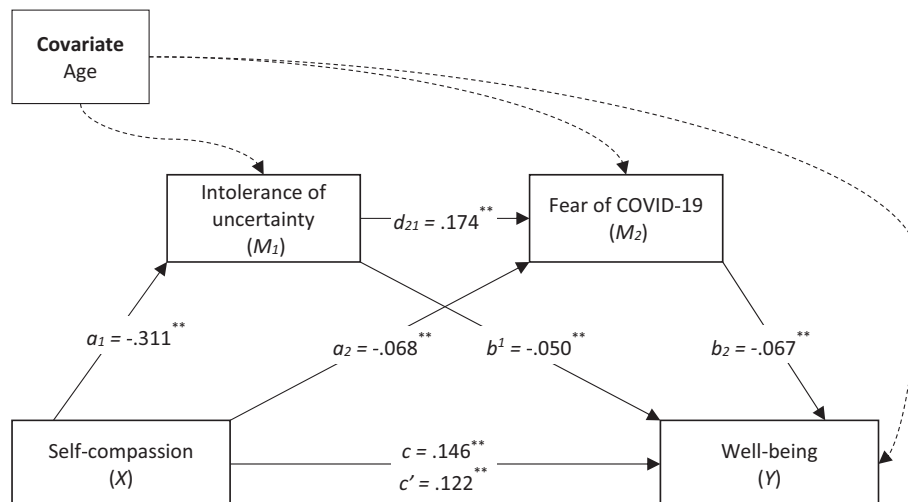 Covariate
Age
Intolerance of
uncertainty
(M1)
d21 = .174**
Fear of COVID-19
(M2)
a1 = -.311**
a2 = -.068**
b1 = -.050**
b2 = -.067**
Self-compassion
(X)
c = .146**
c’ = .122**
Well-being
(Y)